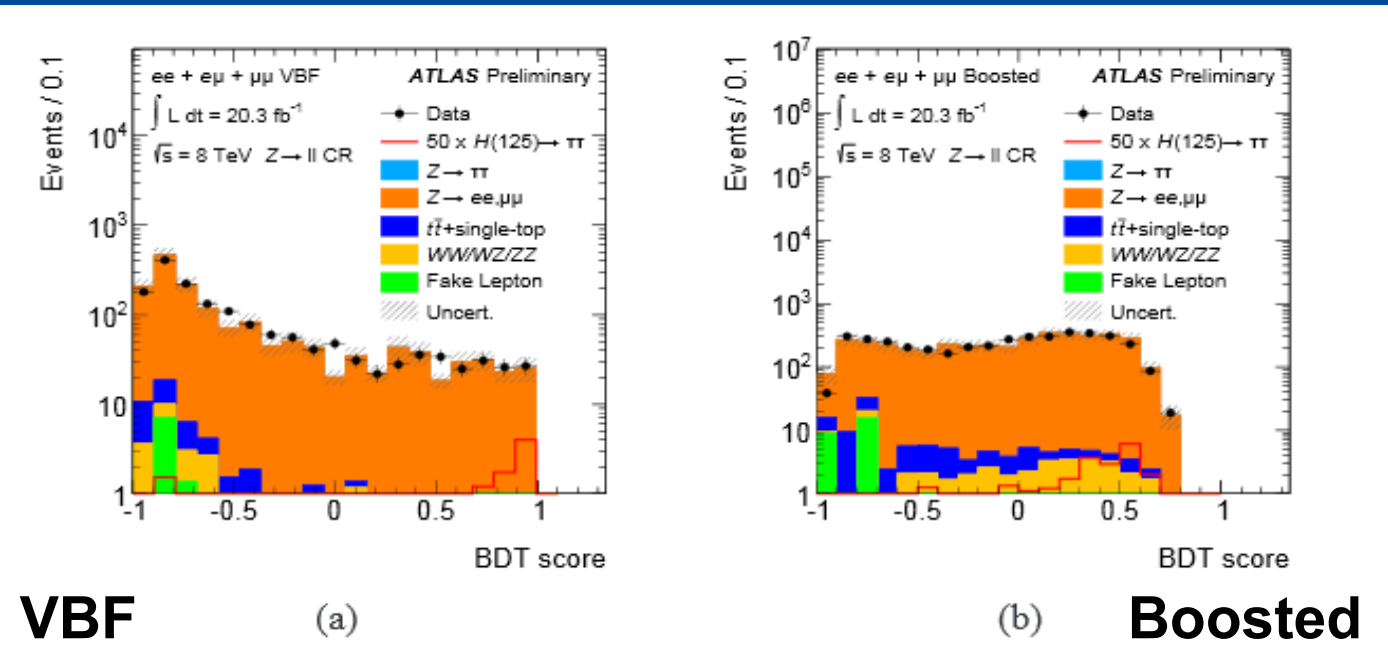 Events / 0.1
ee + eμ + μμ VBF
∫ L dt = 20.3 fb⁻¹
√s = 8 TeV Z→ ll CR
ATLAS Preliminary
Data
50 x H(125)→ ττ
Z→ ττ
Z→ ee,μμ
tt̄+single-top
WW/WZ/ZZ
Fake Lepton
Uncert.
10⁴
10³
10²
10
1
-1 -0.5 0 0.5 1
BDT score
Events / 0.1
ee + eμ + μμ Boosted
∫ L dt = 20.3 fb⁻¹
√s = 8 TeV Z→ ll CR
ATLAS Preliminary
Data
50 x H(125)→ ττ
Z→ ττ
Z→ ee,μμ
tt̄+single-top
WW/WZ/ZZ
Fake Lepton
Uncert.
10⁷
10⁶
10⁵
10⁴
10³
10²
10
1
-1 -0.5 0 0.5 1
BDT score
VBF (a) (b) Boosted